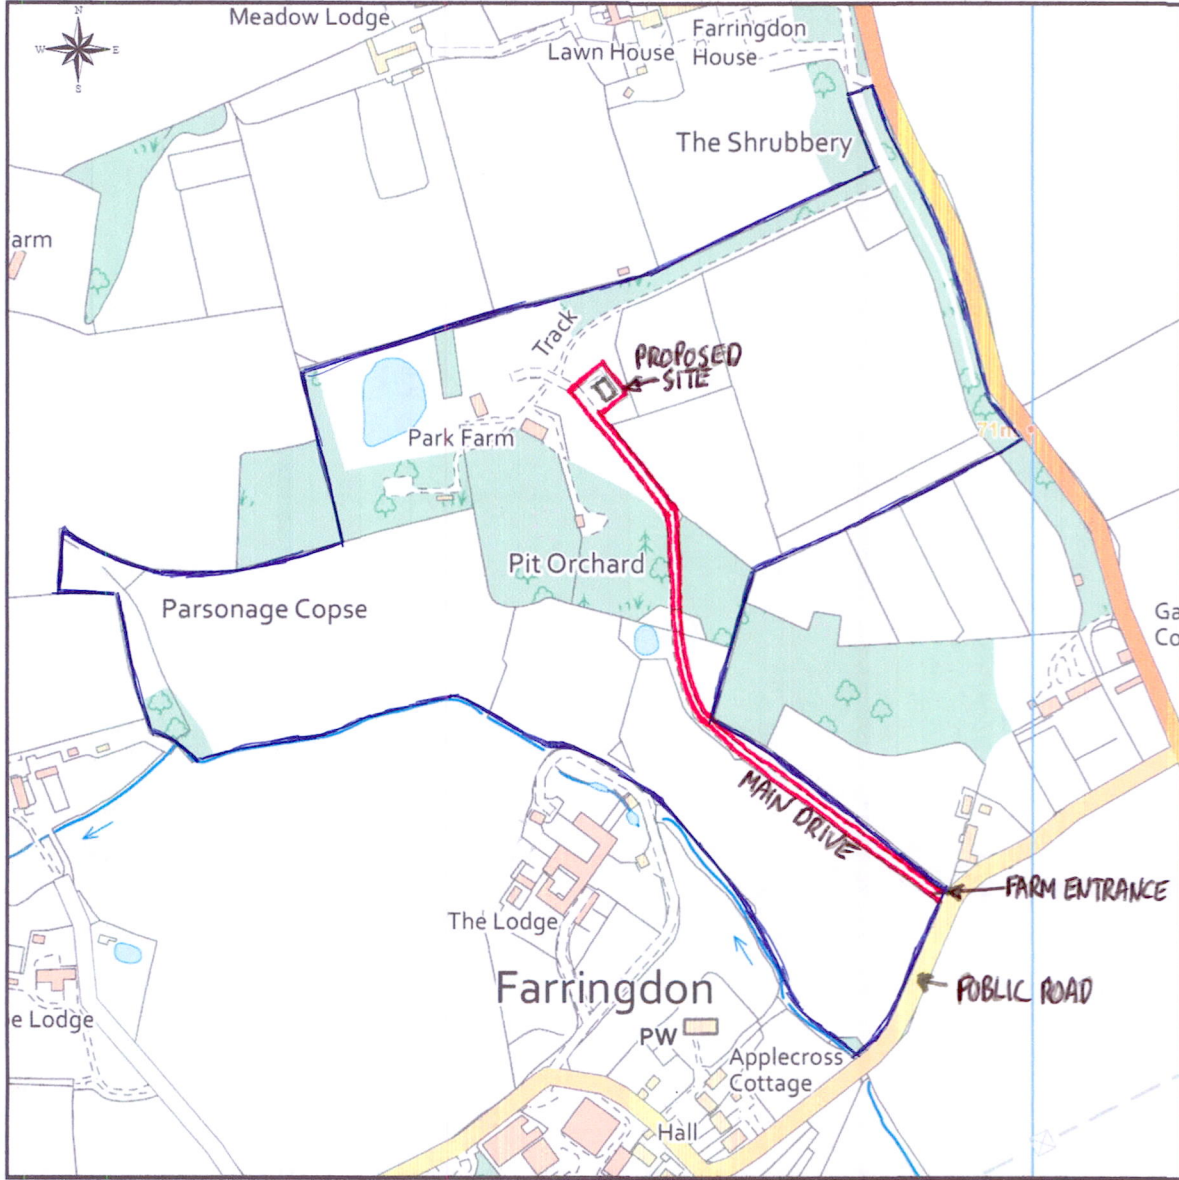 N
W E
S
Meadow Lodge
Lawn House
Farringdon
House
The Shrubbery
arm
Track
PROPOSED
SITE
Park Farm
71m
Pit Orchard
Parsonage Copse
Ga
Co
MAIN DRIVE
FARM ENTRANCE
The Lodge
Farringdon
PUBLIC ROAD
PW
e Lodge
Applecross
Cottage
Hall